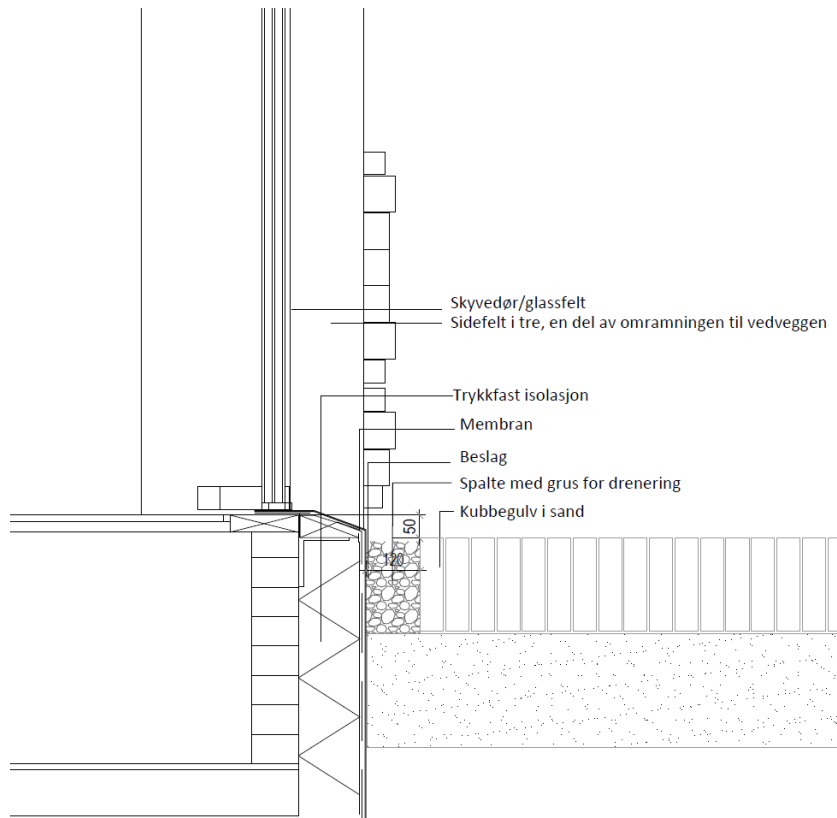 Skyvedør/glassfelt
Sidefelt i tre, en del av omramningen til vedveggen
Trykkfast isolasjon
Membran
Beslag
Spalte med grus for drenering
Kubbegulv i sand
50
120